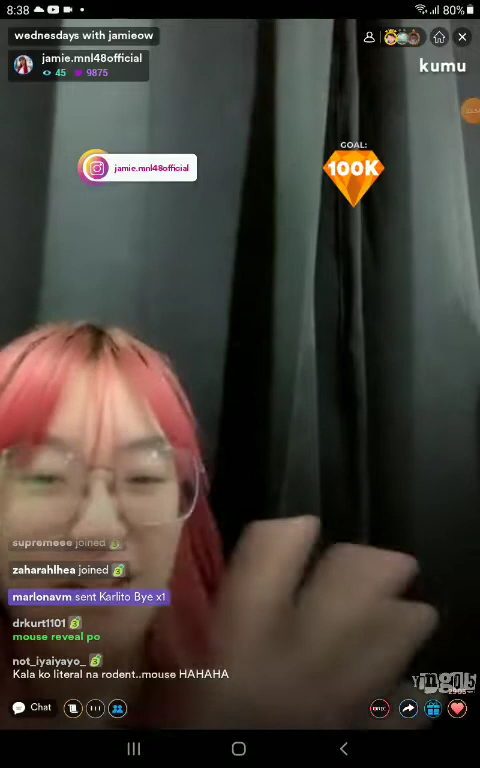 8:38
80%
wednesdays with jamieow
jamie.mnl48official
45 9875
kumu
jamie.mnl48official
GOAL:
100K
supremeee joined
zaharahlhea joined
marlonavm sent Karlito Bye x1
drkurt1101
mouse reveal po
not_iyaiyayo_
Kala ko literal na rodent..mouse HAHAHA
Chat